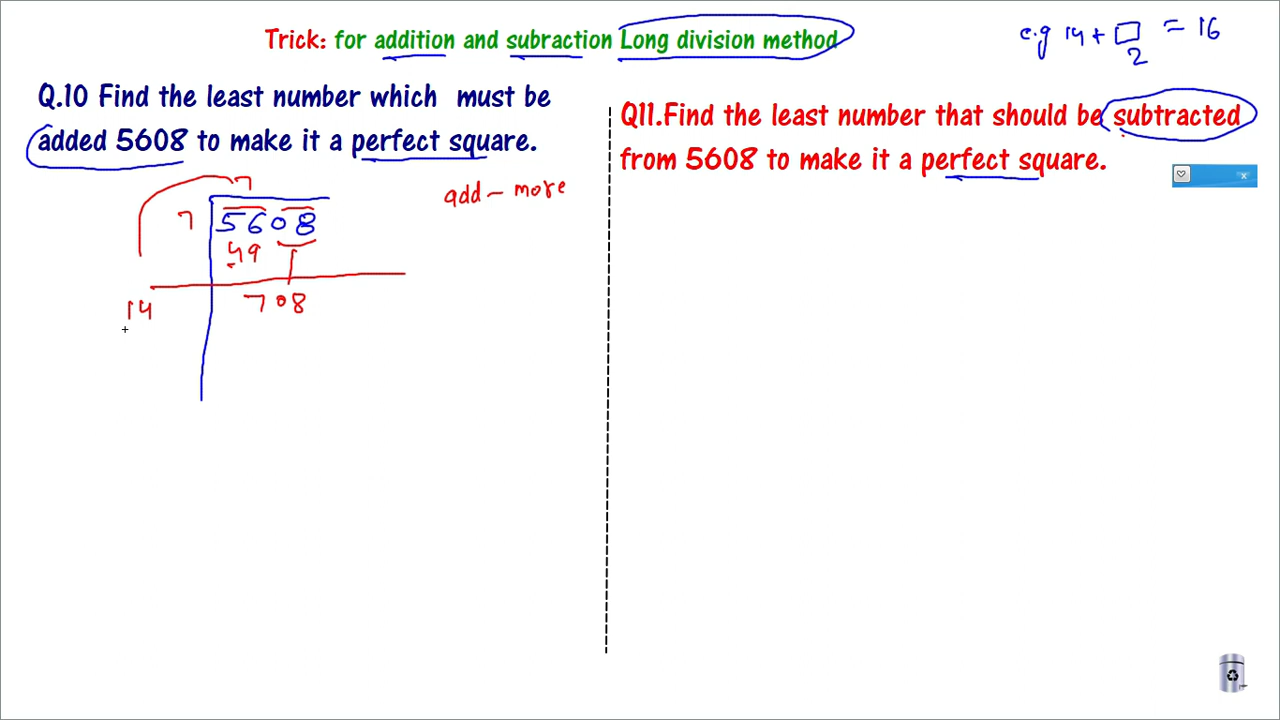 Trick: for addition and subraction Long division method
e.g 14 + □ = 16
2
Q.10 Find the least number which must be
added 5608 to make it a perfect square.
7
7 5608
49
14 708
add - more
Q11.Find the least number that should be subtracted
from 5608 to make it a perfect square.
x